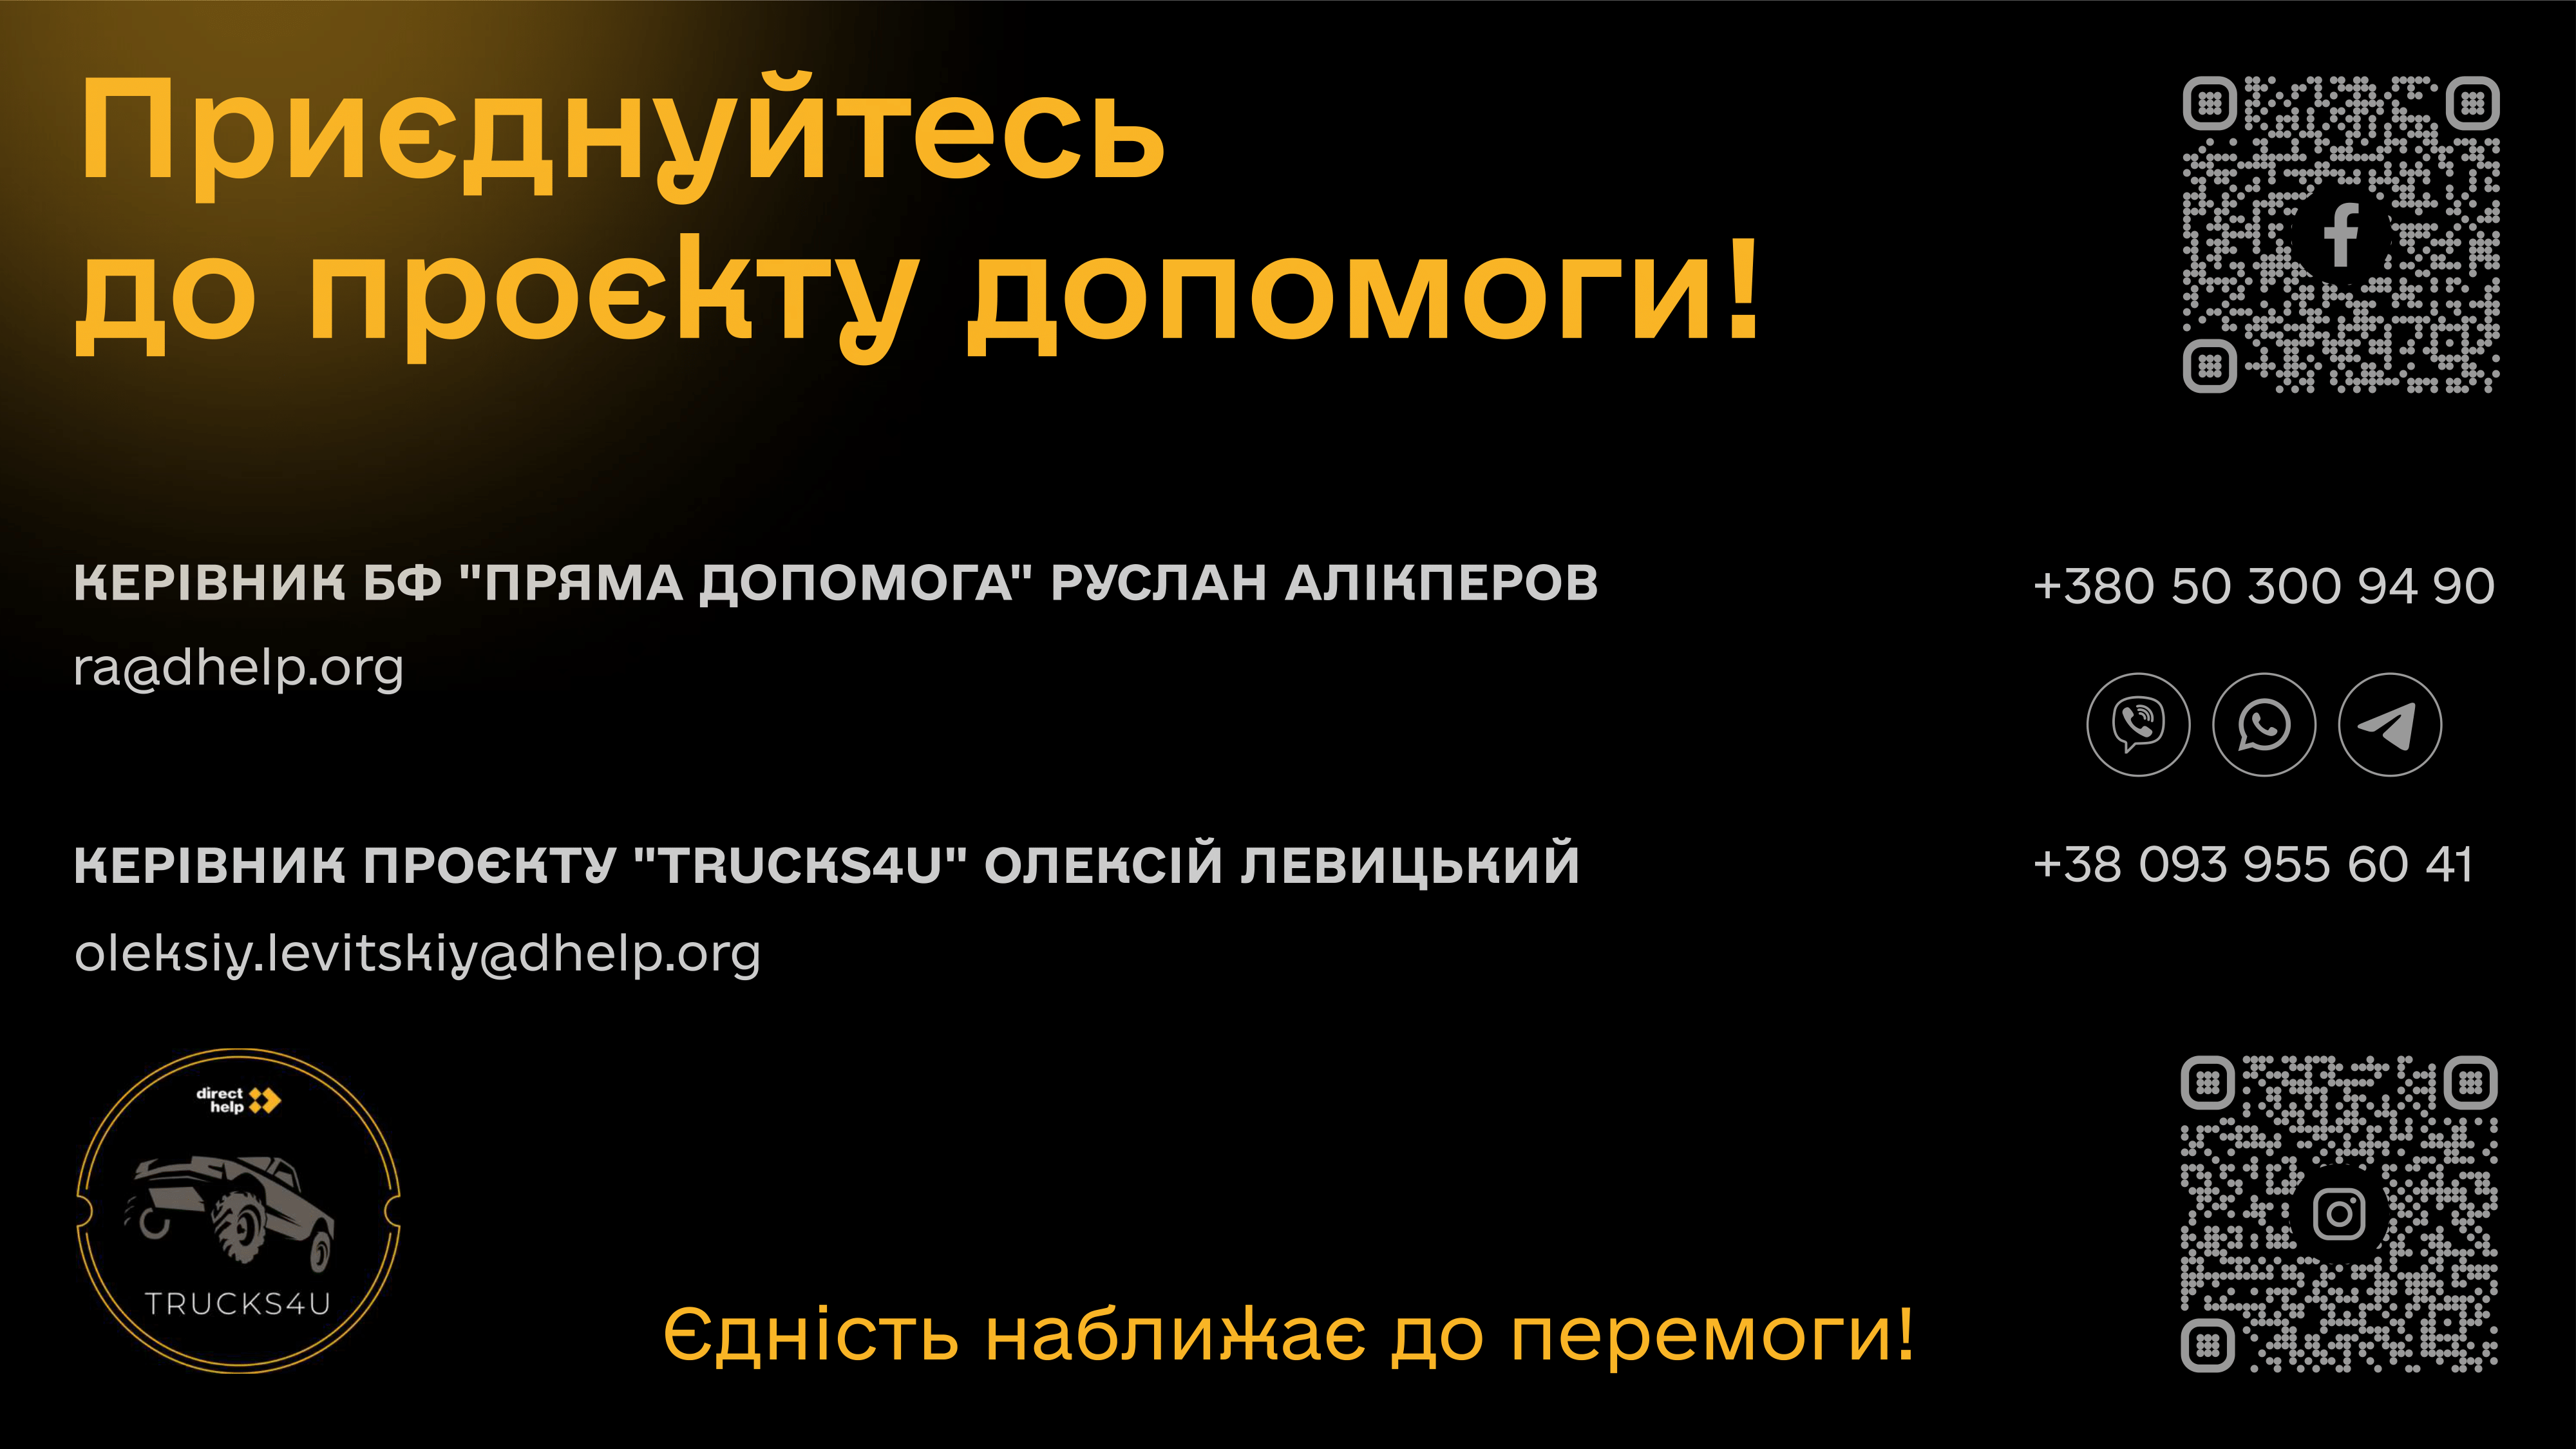 Приєднуйтесь
до проєкту допомоги!
КЕРІВНИК БФ "ПРЯМА ДОПОМОГА" РУСЛАН АЛІКПЕРОВ
+380 50 300 94 90
ra@dhelp.org
КЕРІВНИК ПРОЄКТУ "TRUCKS4U" ОЛЕКСІЙ ЛЕВИЦЬКИЙ
+38 093 955 60 41
oleksiy.levitskiy@dhelp.org
direct
help
TRUCKS4U
Єдність наближає до перемоги!